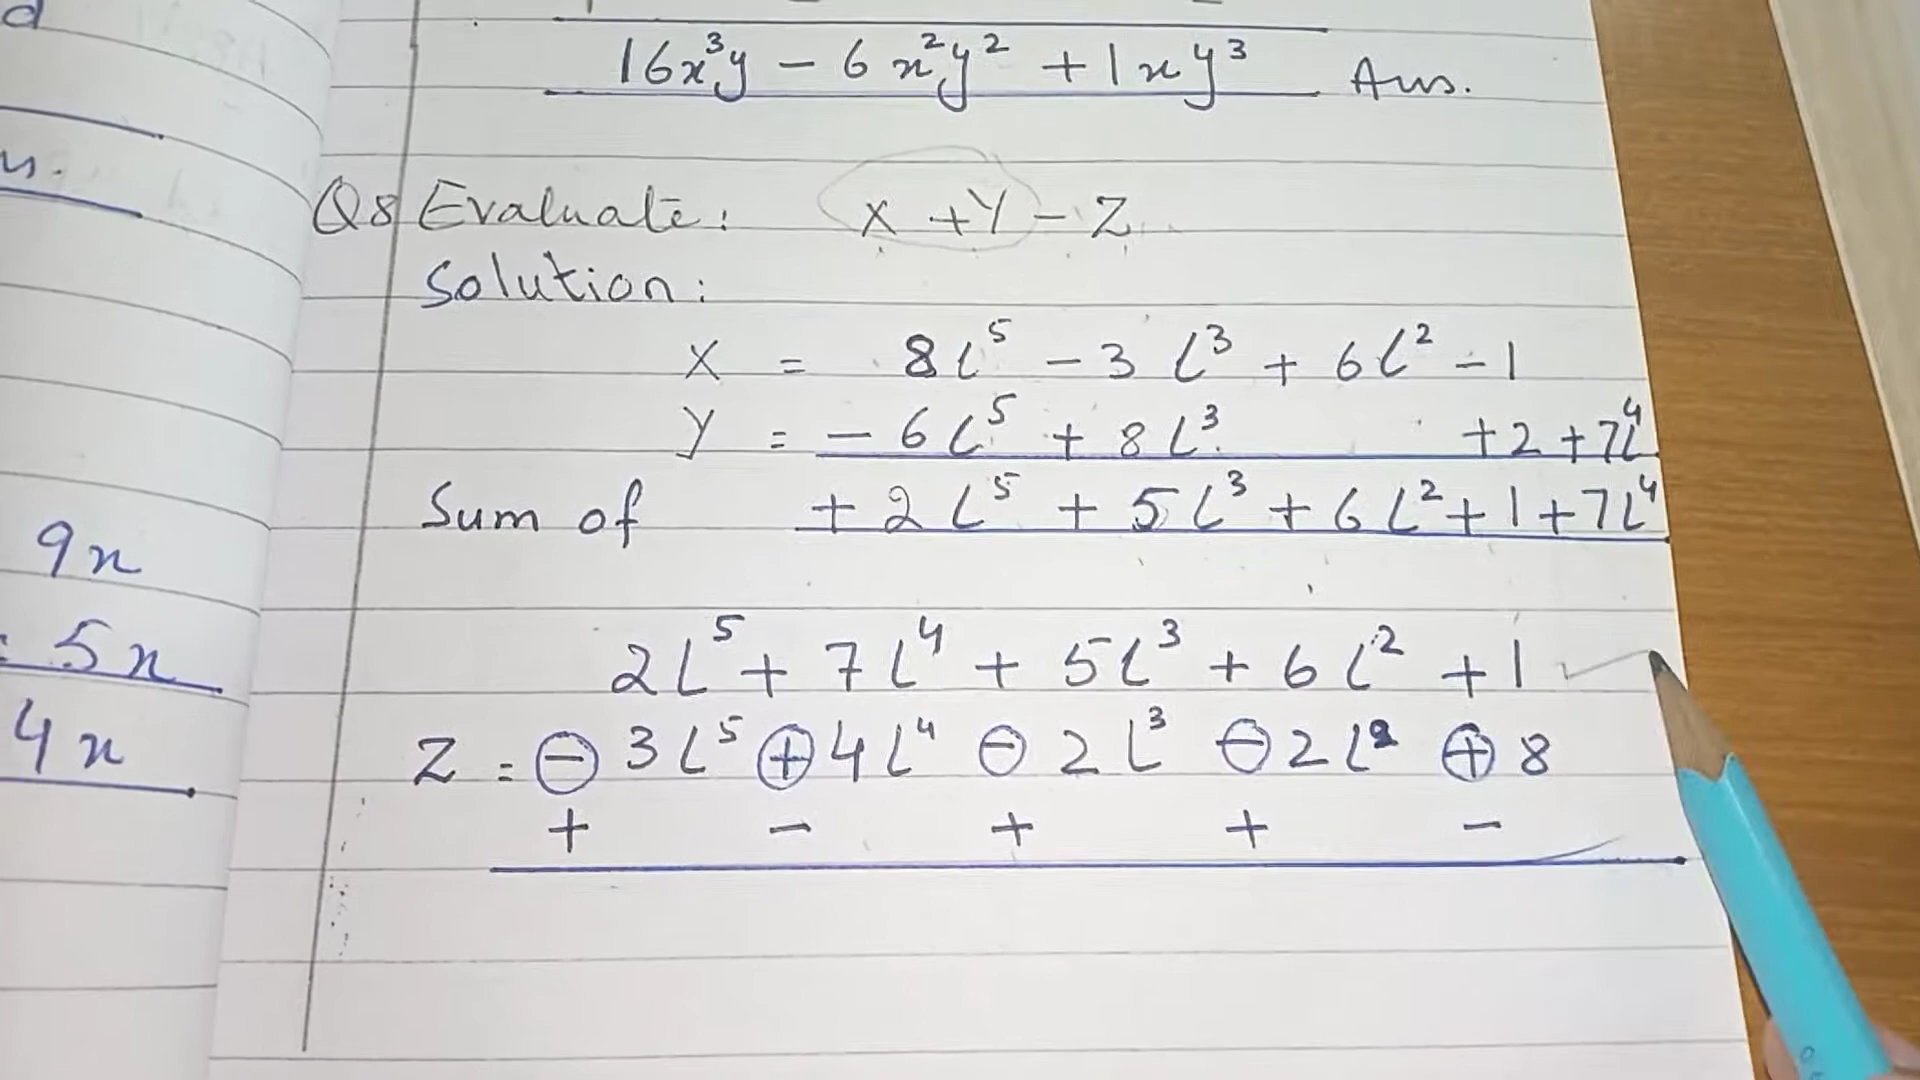 d
16x³y - 6x²y² + 1xy³ Ans.
Q8 Evaluate: X + Y - Z
Solution:
X = 8l⁵ - 3l³ + 6l² - 1
Y = - 6l⁵ + 8l³ + 2 + 7l⁴
Sum of + 2l⁵ + 5l³ + 6l² + 1 + 7l⁴
9x
5x
4x
2l⁵ + 7l⁴ + 5l³ + 6l² + 1
Z = ⊖ 3l⁵ ⊕ 4l⁴ ⊖ 2l³ ⊖ 2l² ⊕ 8
+ - + + -